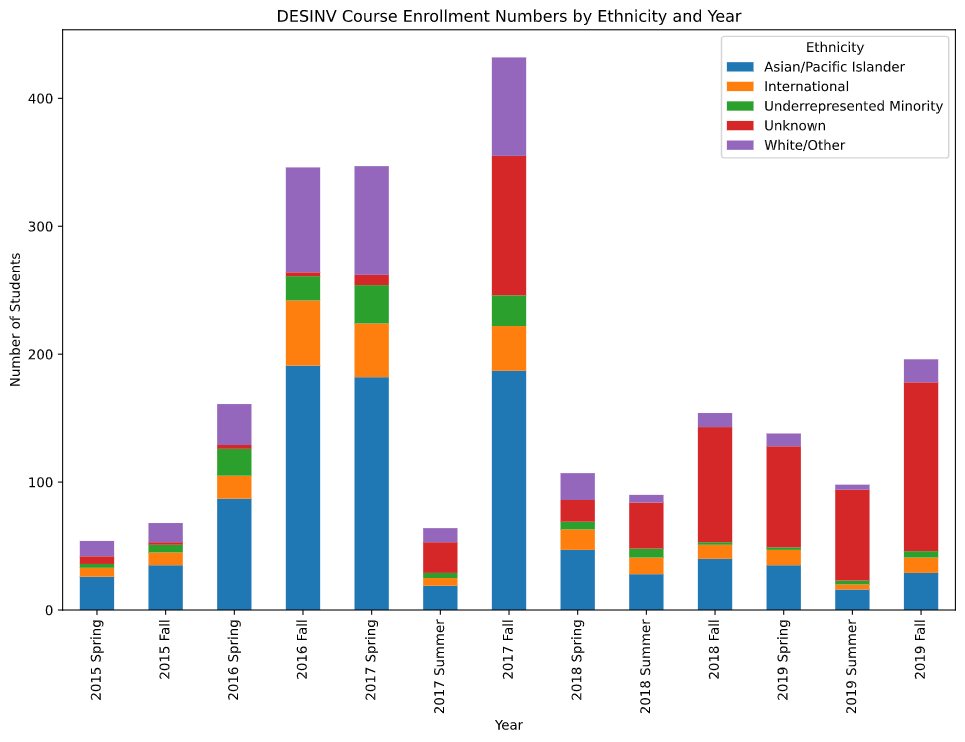 DESINV Course Enrollment Numbers by Ethnicity and Year
Ethnicity
Asian/Pacific Islander
International
Underrepresented Minority
Unknown
White/Other
Number of Students
400
300
200
100
0
2015 Spring
2015 Fall
2016 Spring
2016 Fall
2017 Spring
2017 Summer
2017 Fall
2018 Spring
2018 Summer
2018 Fall
2019 Spring
2019 Summer
2019 Fall
Year